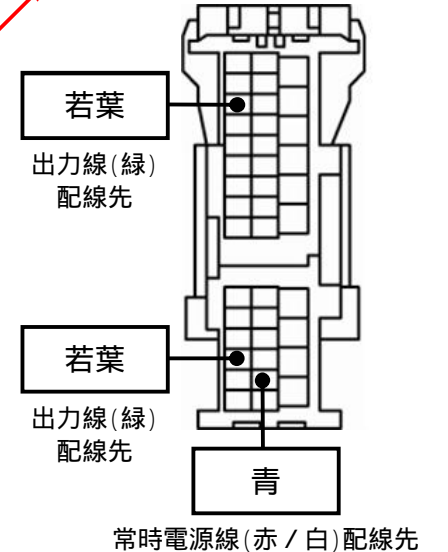 若葉
出力線(緑)
配線先
若葉
出力線(緑)
配線先
青
常時電源線(赤/白)配線先